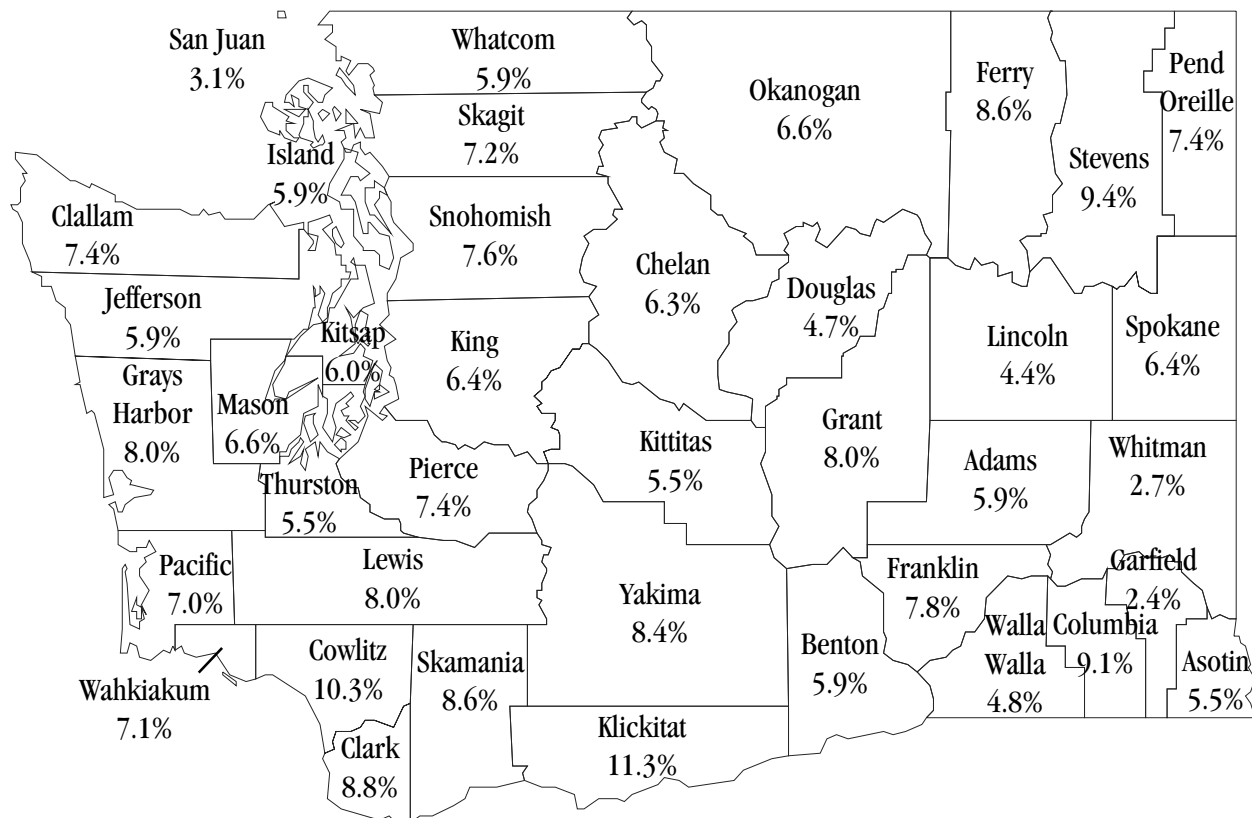 San Juan
3.1%
Whatcom
5.9%
Skagit
7.2%
Island
5.9%
Okanogan
6.6%
Ferry
8.6%
Pend
Oreille
7.4%
Stevens
9.4%
Clallam
7.4%
Snohomish
7.6%
Chelan
6.3%
Douglas
4.7%
Jefferson
5.9%
Kitsap
6.0%
King
6.4%
Lincoln
4.4%
Spokane
6.4%
Grays
Harbor
8.0%
Mason
6.6%
Kittitas
5.5%
Grant
8.0%
Adams
5.9%
Whitman
2.7%
Thurston
5.5%
Pierce
7.4%
Pacific
7.0%
Lewis
8.0%
Yakima
8.4%
Franklin
7.8%
Garfield
2.4%
Wahkiakum
7.1%
Cowlitz
10.3%
Skamania
8.6%
Benton
5.9%
Walla
Walla
4.8%
Columbia
9.1%
Asotin
5.5%
Clark
8.8%
Klickitat
11.3%